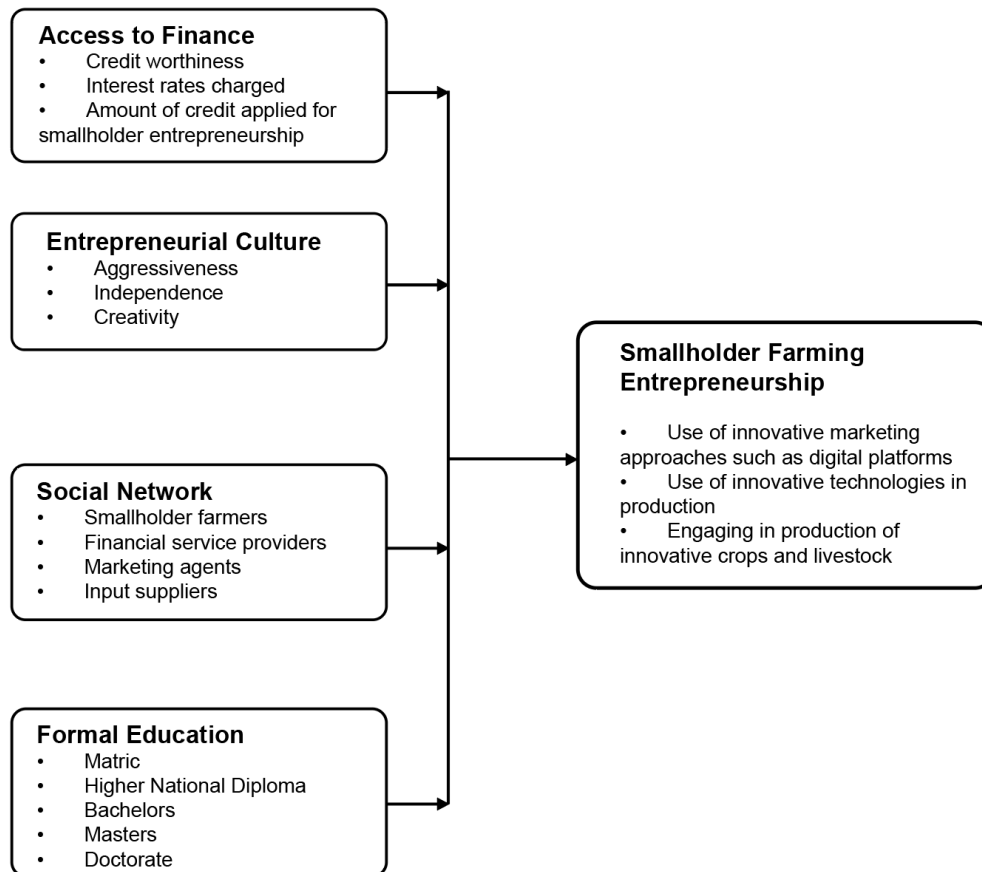 Access to Finance
• Credit worthiness
• Interest rates charged
• Amount of credit applied for
smallholder entrepreneurship
Entrepreneurial Culture
• Aggressiveness
• Independence
• Creativity
Social Network
• Smallholder farmers
• Financial service providers
• Marketing agents
• Input suppliers
Formal Education
• Matric
• Higher National Diploma
• Bachelors
• Masters
• Doctorate
Smallholder Farming
Entrepreneurship
• Use of innovative marketing
approaches such as digital platforms
• Use of innovative technologies in
production
• Engaging in production of
innovative crops and livestock